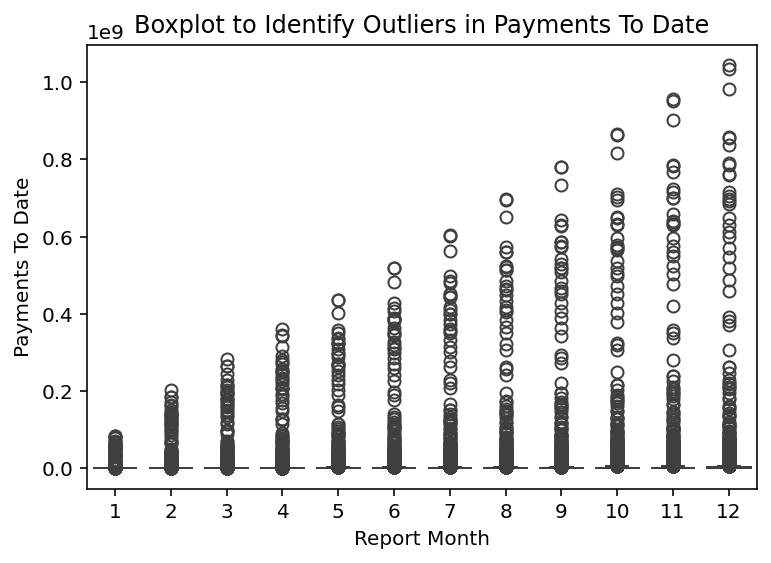 Boxplot to Identify Outliers in Payments To Date
1e9
1.0
0.8
0.6
0.4
0.2
0.0
Payments To Date
1 2 3 4 5 6 7 8 9 10 11 12
Report Month